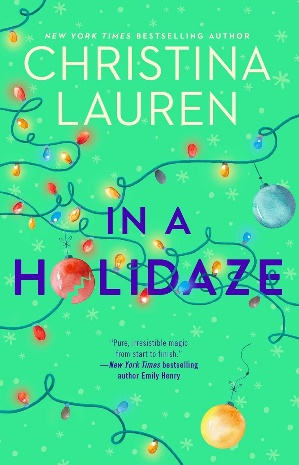 NEW YORK TIMES BESTSELLING AUTHOR
CHRISTINA
LAUREN
IN A
HOLIDAZE
"Pure, irresistible magic
from start to finish."
—New York Times bestselling
author Emily Henry